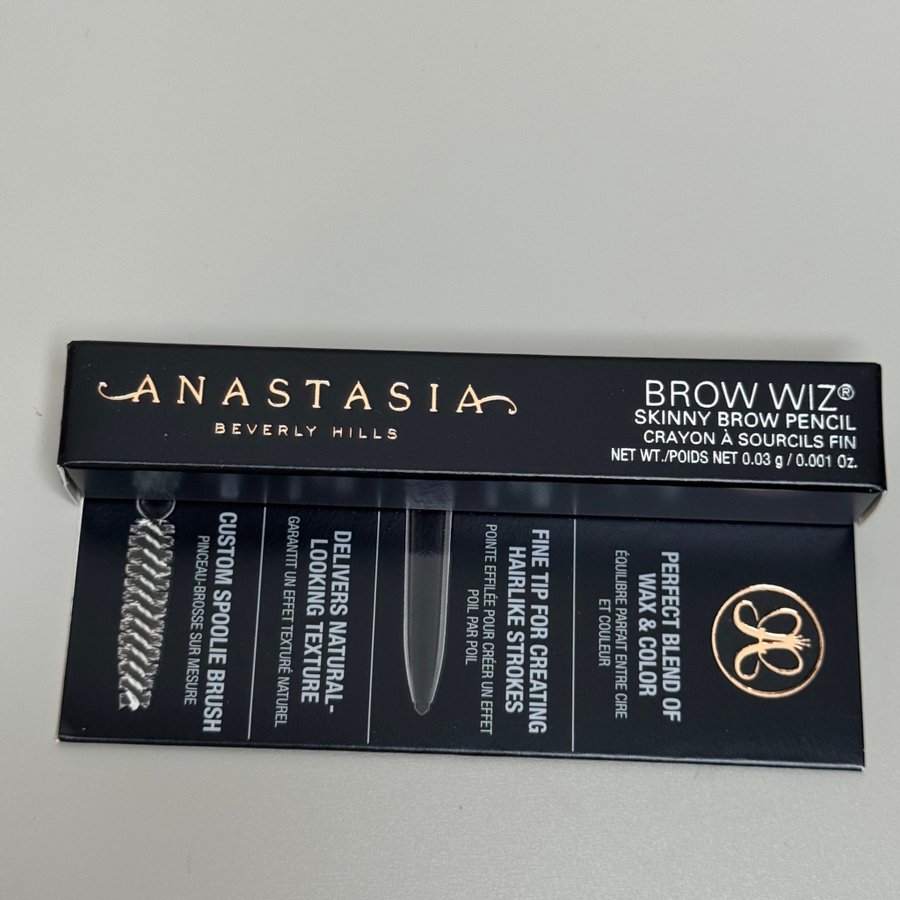 ANASTASIA
BEVERLY HILLS
BROW WIZ®
SKINNY BROW PENCIL
CRAYON À SOURCILS FIN
NET WT./POIDS NET 0.03 g / 0.001 Oz.
PERFECT BLEND OF
WAX & COLOR
ÉQUILIBRE PARFAIT ENTRE CIRE
ET COULEUR
FINE TIP FOR CREATING
HAIRLIKE STROKES
POINTE EFFILÉE POUR CRÉER UN EFFET
POIL PAR POIL
DELIVERS NATURAL-
LOOKING TEXTURE
GARANTIT UN EFFET TEXTURÉ NATUREL
CUSTOM SPOOLIE BRUSH
PINCEAU-BROSSE SUR MESURE